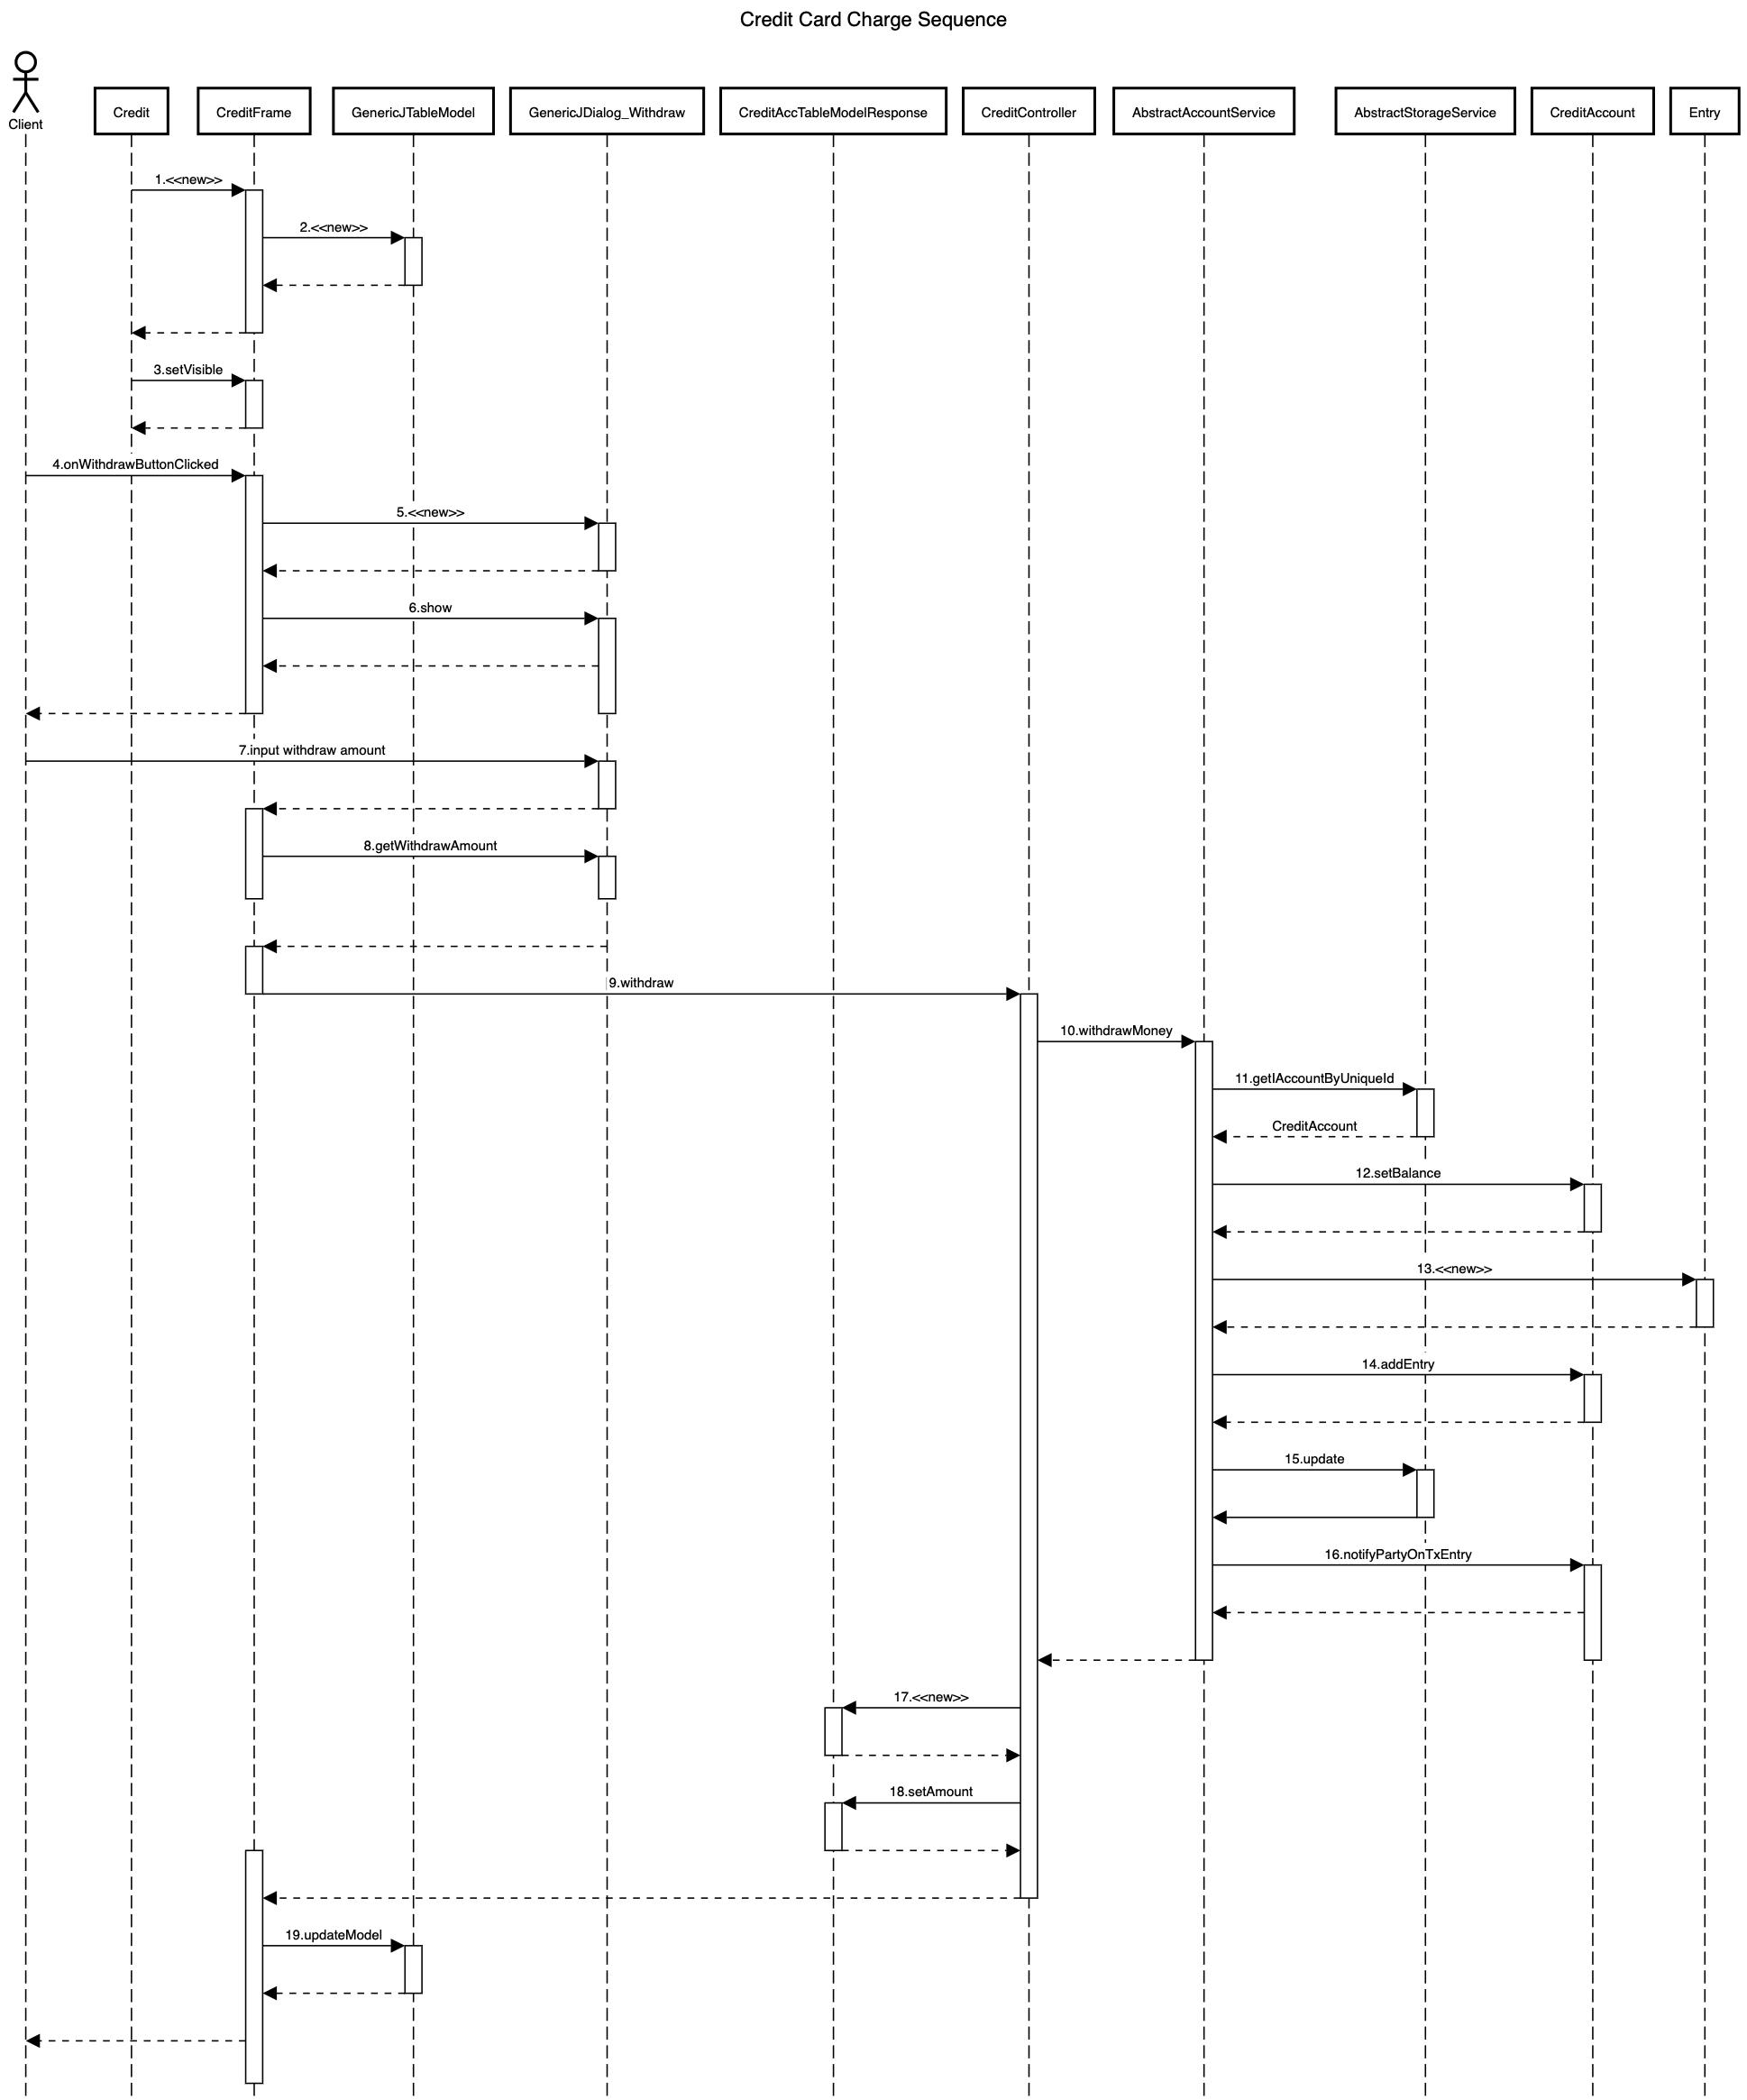 Credit Card Charge Sequence
Client
Credit
CreditFrame
GenericJTableModel
GenericJDialog_Withdraw
CreditAccTableModelResponse
CreditController
AbstractAccountService
AbstractStorageService
CreditAccount
Entry
1.<<new>>
2.<<new>>
3.setVisible
4.onWithdrawButtonClicked
5.<<new>>
6.show
7.input withdraw amount
8.getWithdrawAmount
9.withdraw
10.withdrawMoney
11.getIAccountByUniqueId
CreditAccount
12.setBalance
13.<<new>>
14.addEntry
15.update
16.notifyPartyOnTxEntry
17.<<new>>
18.setAmount
19.updateModel